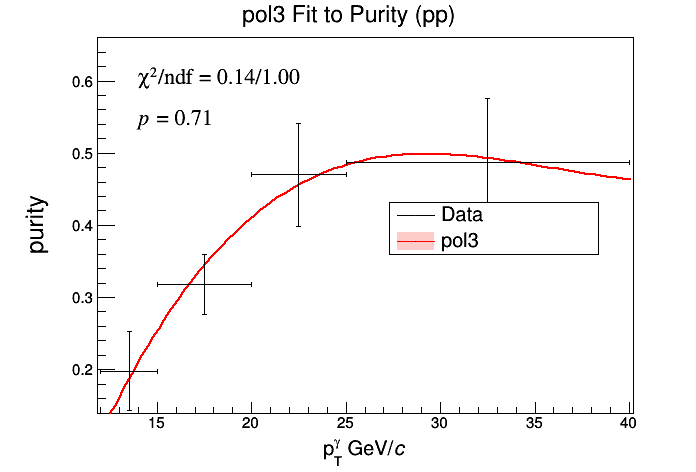 pol3 Fit to Purity (pp)
χ²/ndf = 0.14/1.00
p = 0.71
purity
0.6
0.5
0.4
0.3
0.2
Data
pol3
15 20 25 30 35 40
p_T^γ GeV/c